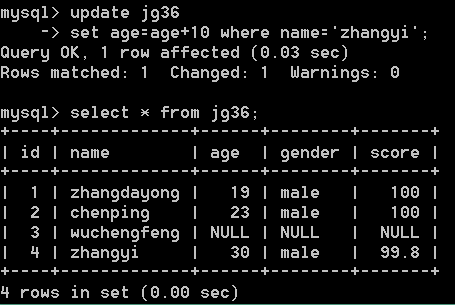 mysql> update jg36
    -> set age=age+10 where name='zhangyi';
Query OK, 1 row affected (0.03 sec)
Rows matched: 1  Changed: 1  Warnings: 0
mysql> select * from jg36;
+----+------------+------+--------+-------+
| id | name       | age  | gender | score |
+----+------------+------+--------+-------+
|  1 | zhangdayong |   19 | male   |   100 |
|  2 | chenping   |   23 | male   |   100 |
|  3 | wuchengfeng | NULL | NULL   |  NULL |
|  4 | zhangyi    |   30 | male   |  99.8 |
+----+------------+------+--------+-------+
4 rows in set (0.00 sec)